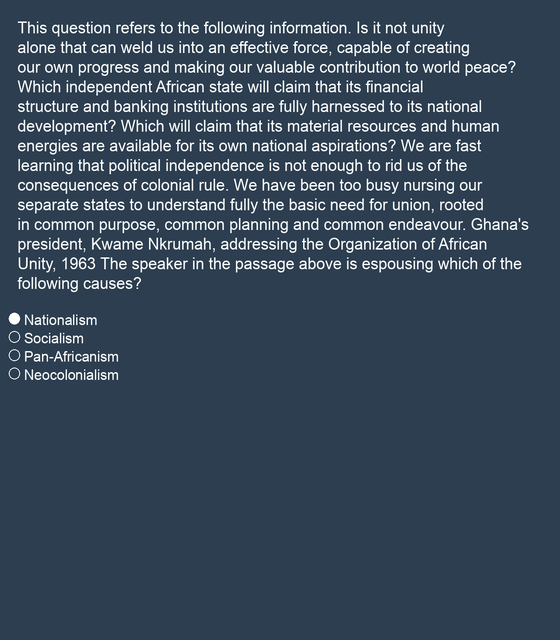 This question refers to the following information. Is it not unity
alone that can weld us into an effective force, capable of creating
our own progress and making our valuable contribution to world peace?
Which independent African state will claim that its financial
structure and banking institutions are fully harnessed to its national
development? Which will claim that its material resources and human
energies are available for its own national aspirations? We are fast
learning that political independence is not enough to rid us of the
consequences of colonial rule. We have been too busy nursing our
separate states to understand fully the basic need for union, rooted
in common purpose, common planning and common endeavour. Ghana's
president, Kwame Nkrumah, addressing the Organization of African
Unity, 1963 The speaker in the passage above is espousing which of the
following causes?
Nationalism
Socialism
Pan-Africanism
Neocolonialism